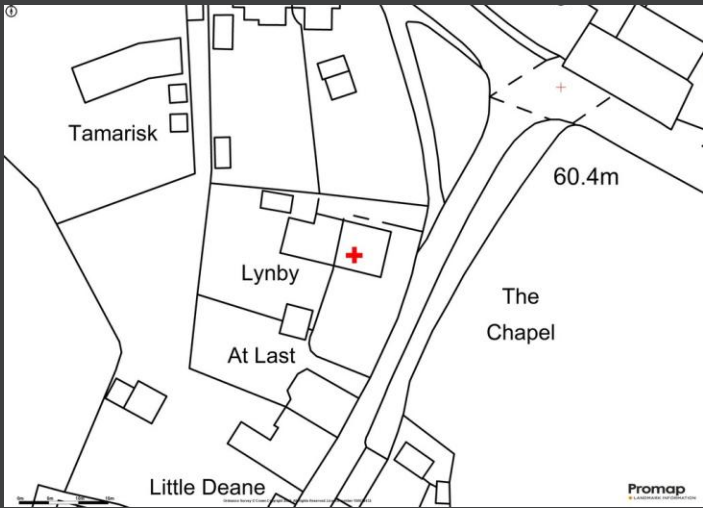 Tamarisk
60.4m
Lynby
The
Chapel
At Last
Little Deane
Promap
LANDMARK INFORMATION